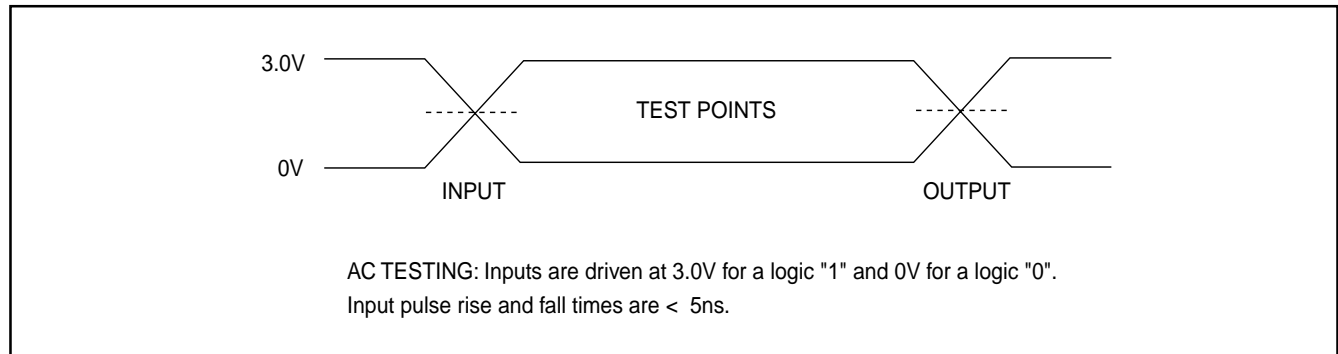 3.0V
TEST POINTS
0V
INPUT
OUTPUT
AC TESTING: Inputs are driven at 3.0V for a logic "1" and 0V for a logic "0".
Input pulse rise and fall times are < 5ns.